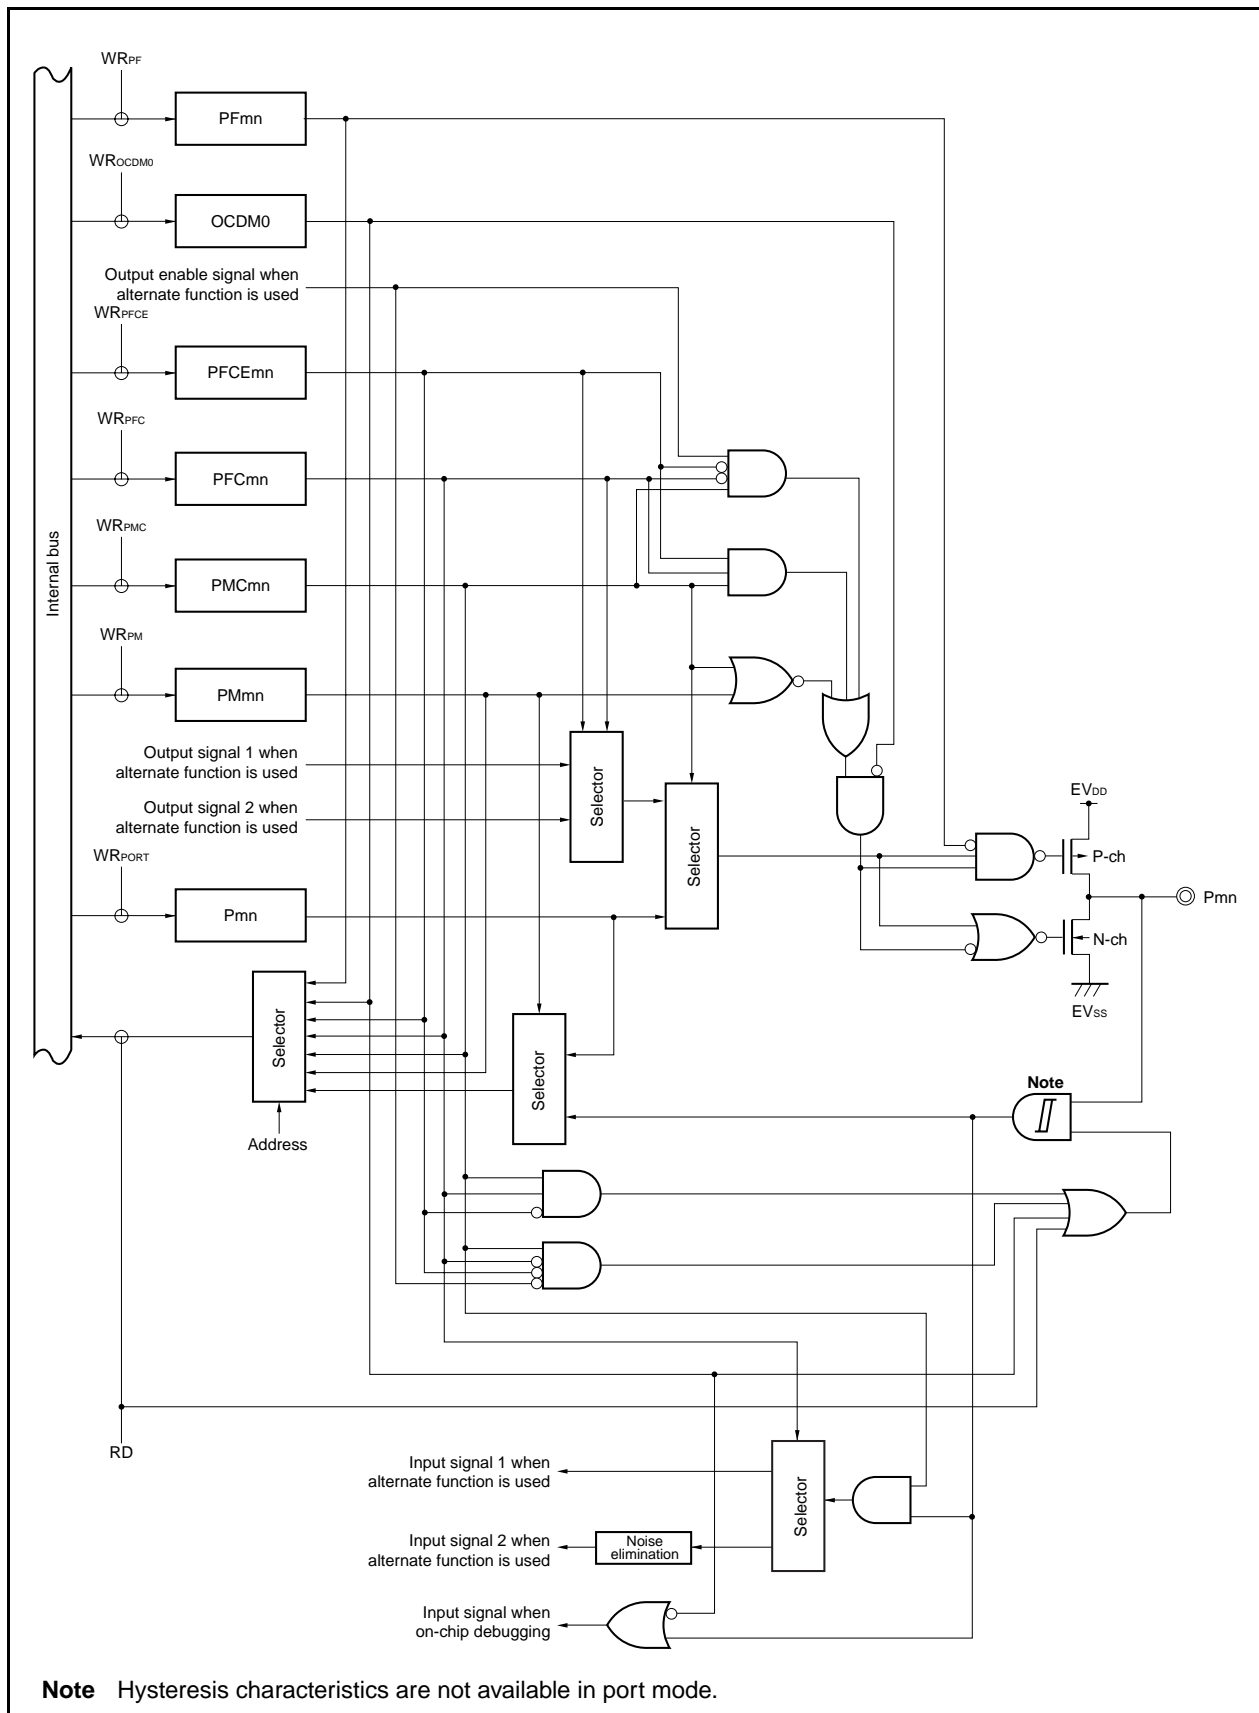 WRPF
PFmn
WROCDM0
OCDM0
Output enable signal when
alternate function is used
WRPFCE
PFCEmn
WRPFC
PFCmn
WRPMC
PMCmn
Internal bus
WRPM
PMmn
Output signal 1 when
alternate function is used
Output signal 2 when
alternate function is used
Selector
Selector
EVDD
P-ch
WRPORT
Pmn
Pmn
N-ch
EVSS
Selector
Selector
Address
Note
RD
Input signal 1 when
alternate function is used
Selector
Input signal 2 when
alternate function is used
Noise
elimination
Input signal when
on-chip debugging
Note Hysteresis characteristics are not available in port mode.